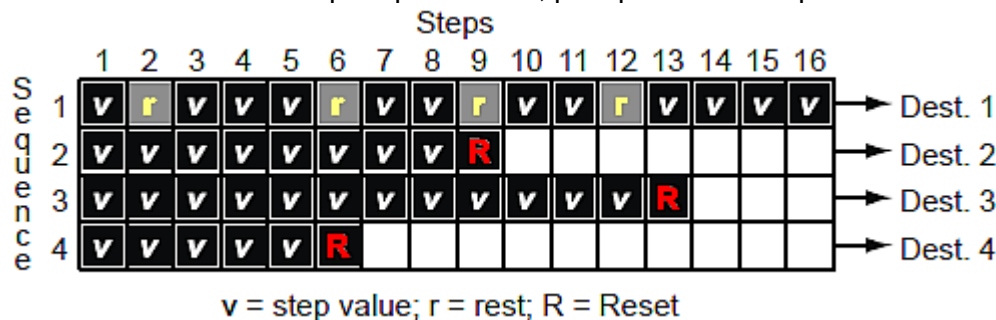 Steps
1 2 3 4 5 6 7 8 9 10 11 12 13 14 15 16
Sequence
1 v r v v v r v v r v v r v v v v Dest. 1
2 v v v v v v v v R Dest. 2
3 v v v v v v v v v v v v R Dest. 3
4 v v v v v R Dest. 4
v = step value; r = rest; R = Reset